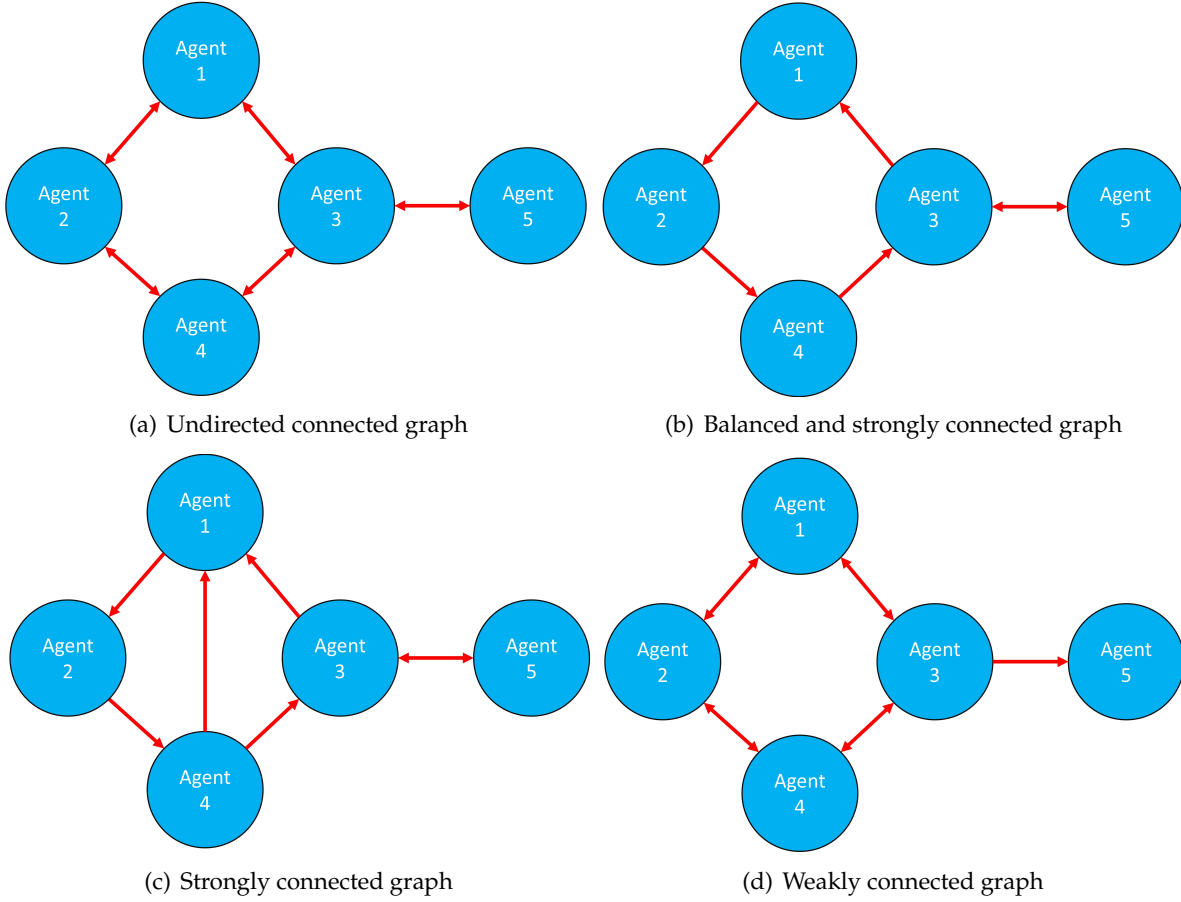 Agent
1
Agent
2
Agent
3
Agent
5
Agent
4
(a) Undirected connected graph
Agent
1
Agent
2
Agent
3
Agent
5
Agent
4
(b) Balanced and strongly connected graph
Agent
1
Agent
2
Agent
3
Agent
5
Agent
4
(c) Strongly connected graph
Agent
1
Agent
2
Agent
3
Agent
5
Agent
4
(d) Weakly connected graph